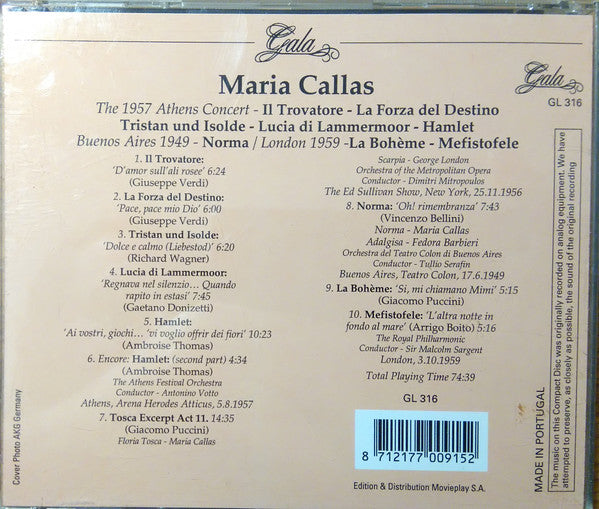 Gala
Gala
GL 316
Maria Callas
The 1957 Athens Concert - Il Trovatore - La Forza del Destino
Tristan und Isolde - Lucia di Lammermoor - Hamlet
Buenos Aires 1949 - Norma / London 1959 -La Bohème - Mefistofele
1. Il Trovatore:
'D'amor sull'ali rosee' 6:24
(Giuseppe Verdi)
2. La Forza del Destino:
'Pace, pace mio Dio' 6:00
(Giuseppe Verdi)
3. Tristan und Isolde:
'Dolce e calmo (Liebestod)' 6:20
(Richard Wagner)
4. Lucia di Lammermoor:
'Regnava nel silenzio... Quando
rapito in estasi' 7:45
(Gaetano Donizetti)
5. Hamlet:
'Ai vostri, giochi... 'vi voglio offrir dei fiori' 10:23
(Ambroise Thomas)
6. Encore: Hamlet: (second part) 4:34
(Ambroise Thomas)
The Athens Festival Orchestra
Conductor - Antonino Votto
Athens, Arena Herodes Atticus, 5.8.1957
7. Tosca Excerpt Act 11. 14:35
(Giacomo Puccini)
Floria Tosca - Maria Callas
Scarpia - George London
Orchestra of the Metropolitan Opera
Conductor - Dimitri Mitropoulos
The Ed Sullivan Show, New York, 25.11.1956
8. Norma: 'Oh! rimembranza' 7:43
(Vincenzo Bellini)
Norma - Maria Callas
Adalgisa - Fedora Barbieri
Orchestra del Teatro Colon di Buenos Aires
Conductor - Tullio Serafin
Buenos Aires, Teatro Colon, 17.6.1949
9. La Bohème: 'Si, mi chiamano Mimi' 5:15
(Giacomo Puccini)
10. Mefistofele: 'L'altra notte in
fondo al mare' (Arrigo Boito) 5:16
The Royal Philharmonic
Conductor - Sir Malcolm Sargent
London, 3.10.1959
Total Playing Time 74:39
GL 316
8 712177 009152
Edition & Distribution Movieplay S.A.
Cover Photo AKG Germany
MADE IN PORTUGAL
The music on this Compact Disc was originally recorded on analog equipment. We have
attempted to preserve, as closely as possible, the sound of the original recording